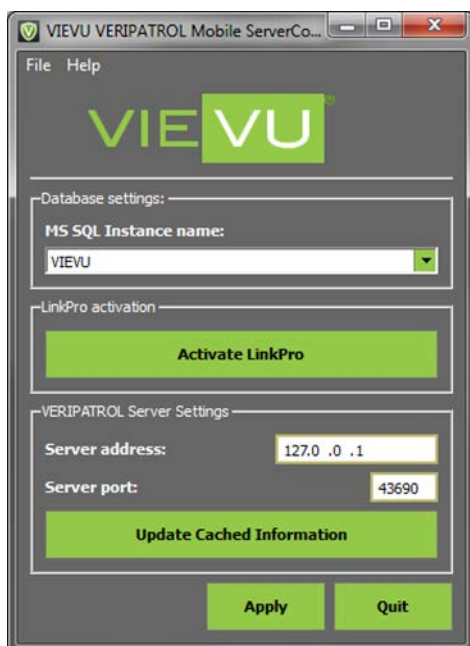 VIEVU VERIPATROL Mobile ServerCo...
File Help
VIEVU®
Database settings:
MS SQL Instance name:
VIEVU
LinkPro activation
Activate LinkPro
VERIPATROL Server Settings
Server address: 127.0 .0 .1
Server port: 43690
Update Cached Information
Apply Quit